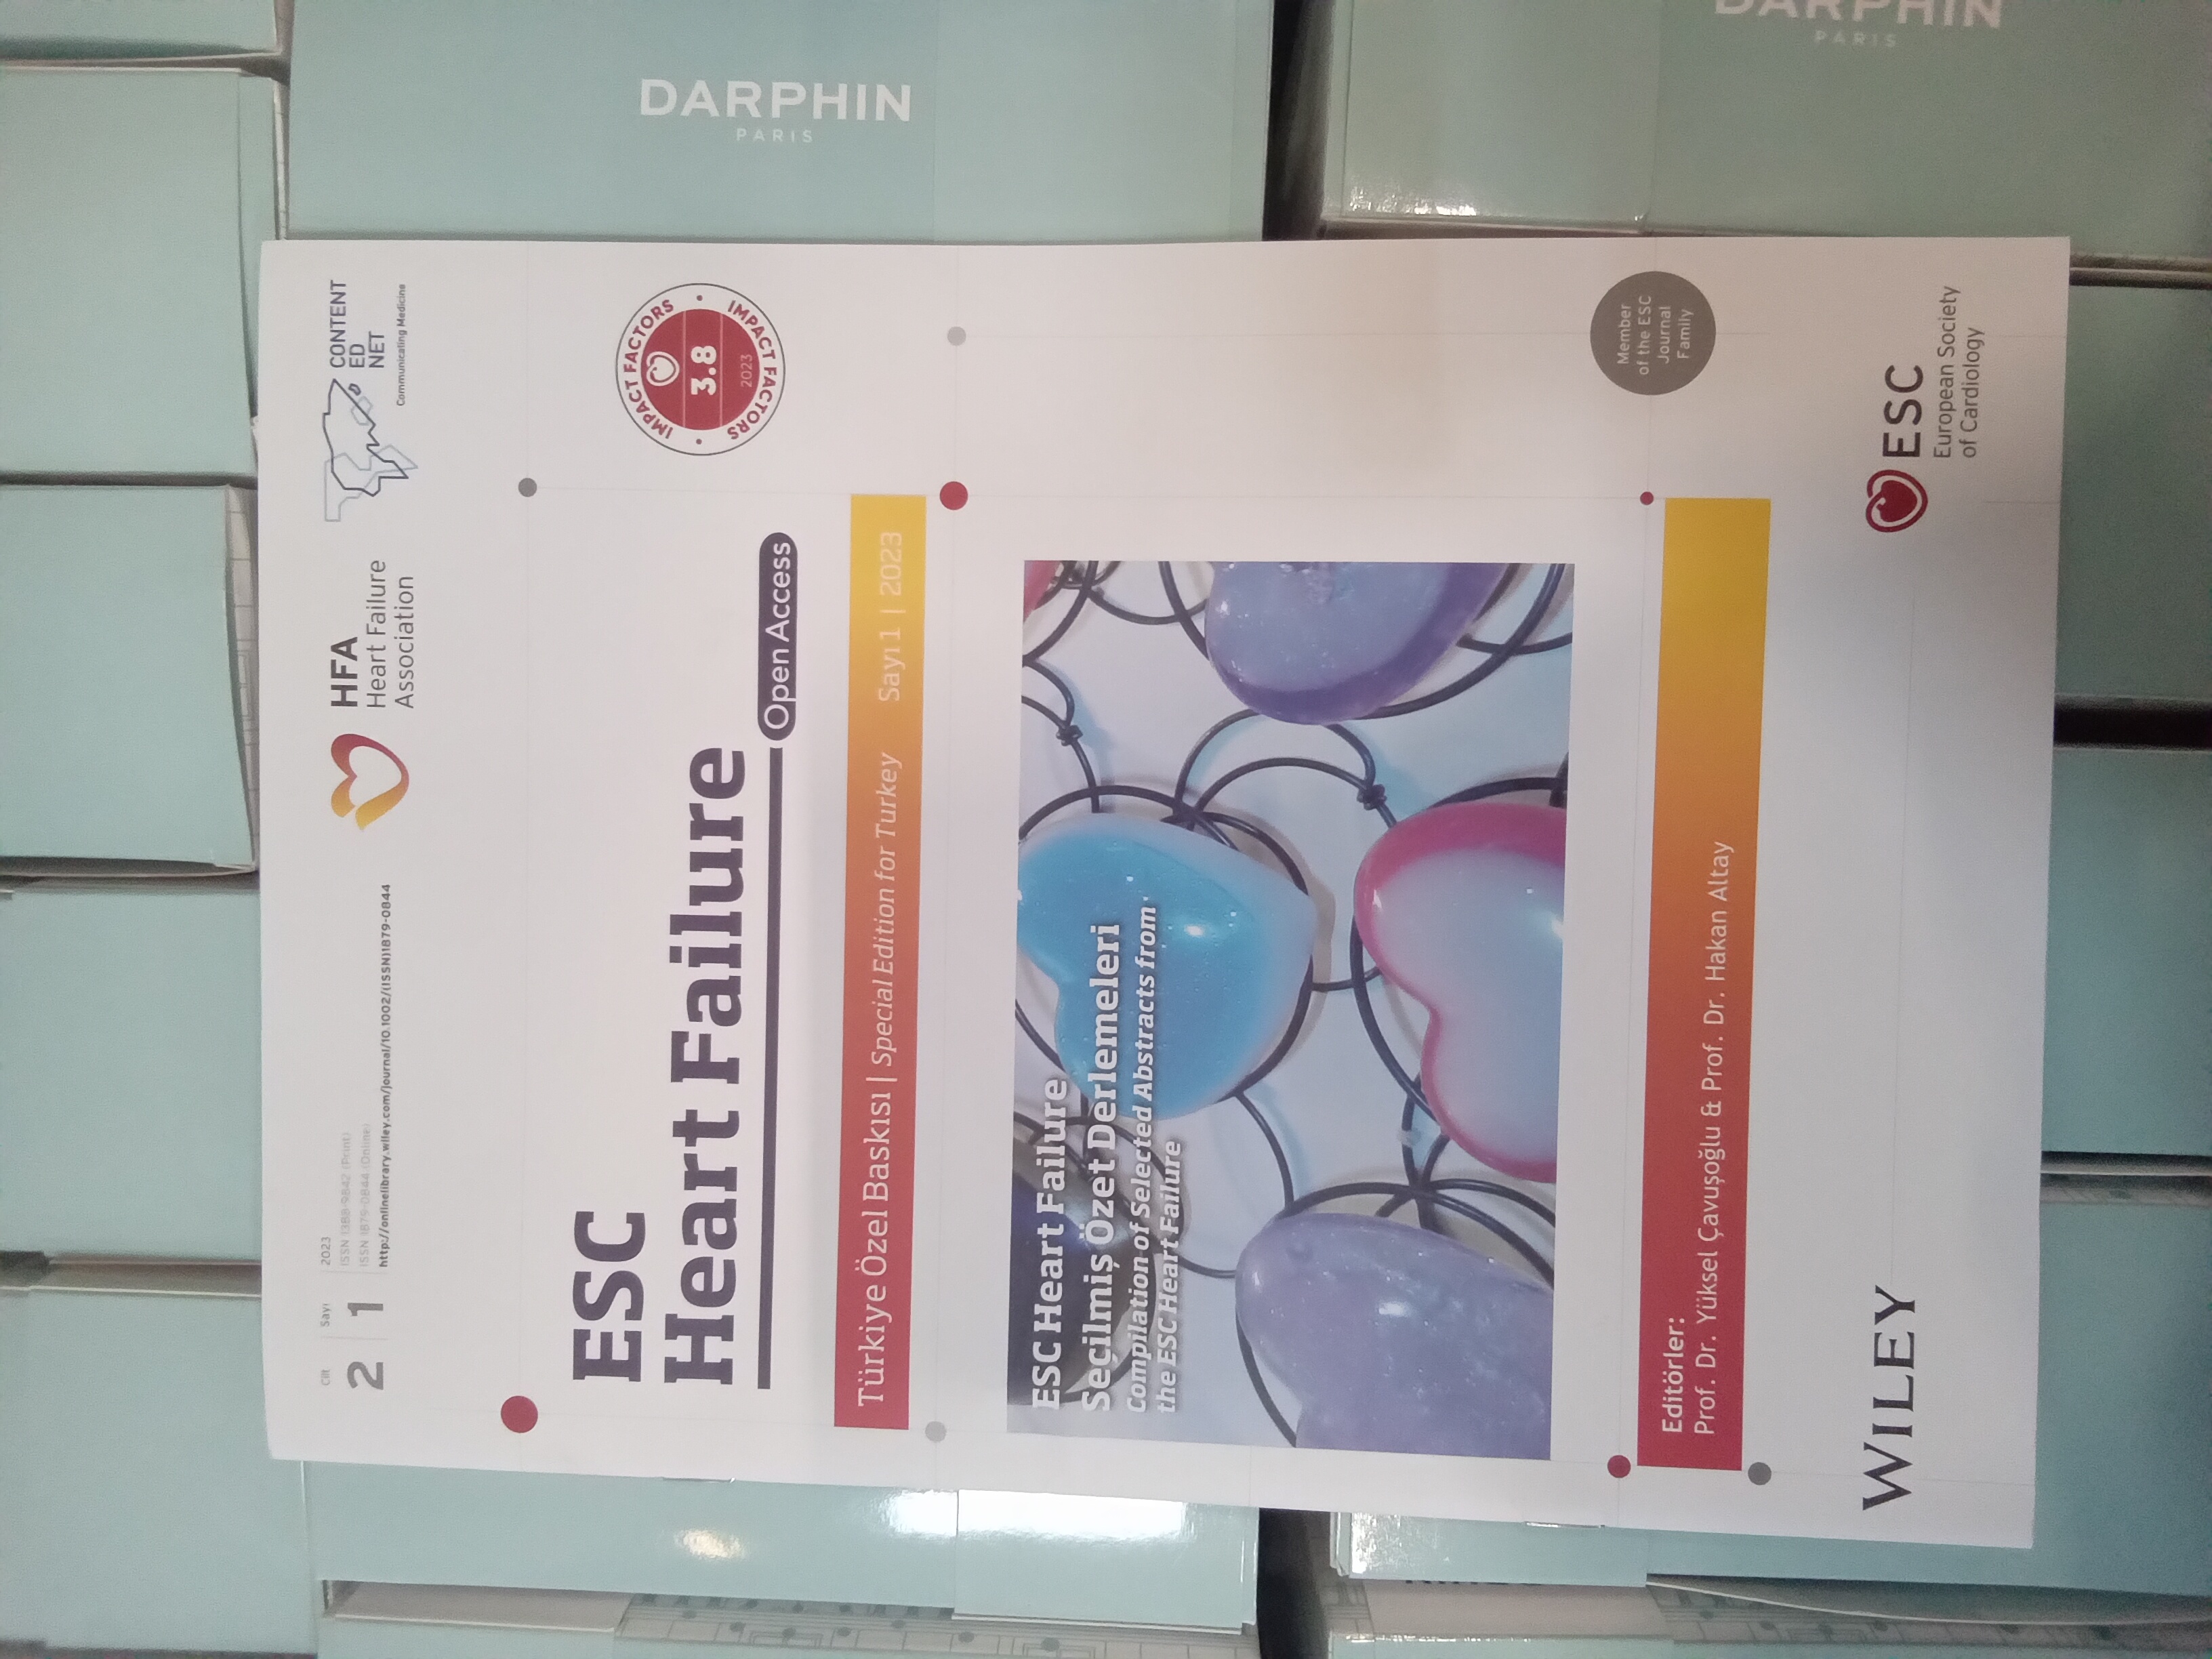 DARPHIN
PARIS
DARPHIN
PARIS
Cilt
2
Sayı
1
2023
ISSN 1388-9842 (Print)
ISSN 1879-0844 (Online)
http://onlinelibrary.wiley.com/journal/10.1002/(ISSN)1879-0844
HFA
Heart Failure
Association
CONTENT
ED
NET
Communicating Medicine
IMPACT FACTORS
3.8
2023
IMPACT FACTORS
ESC
Heart Failure
Open Access
Türkiye Özel Baskısı | Special Edition for Turkey Sayı 1 | 2023
ESC Heart Failure
Seçilmiş Özet Derlemeleri
Compilation of Selected Abstracts from
the ESC Heart Failure
Member
of the ESC
Journal
Family
Editörler:
Prof. Dr. Yüksel Çavuşoğlu & Prof. Dr. Hakan Altay
WILEY
ESC
European Society
of Cardiology